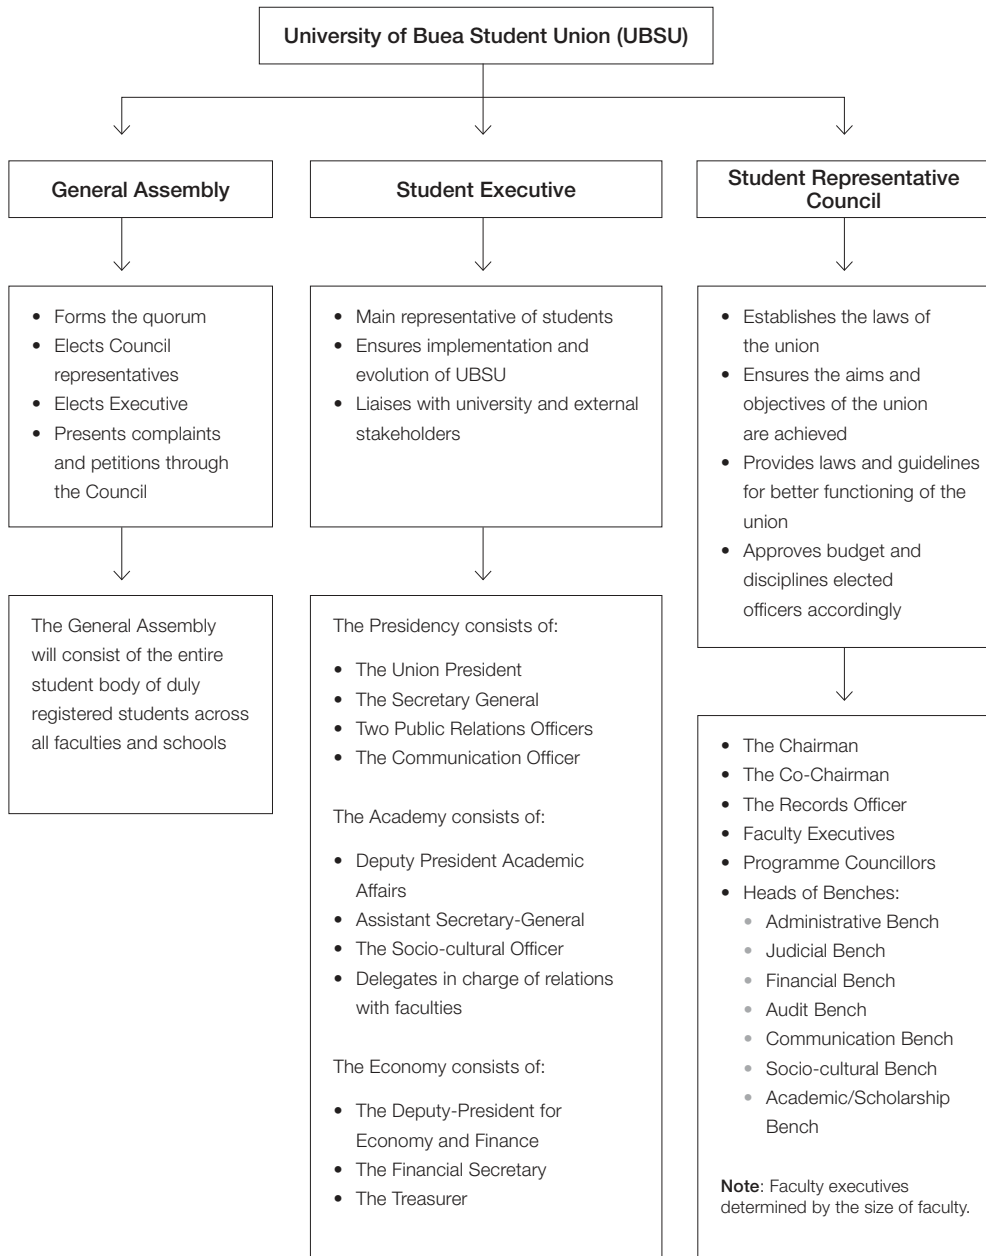 University of Buea Student Union (UBSU)
General Assembly
• Forms the quorum
• Elects Council
representatives
• Elects Executive
• Presents complaints
and petitions through
the Council
The General Assembly
will consist of the entire
student body of duly
registered students across
all faculties and schools
Student Executive
• Main representative of students
• Ensures implementation and
evolution of UBSU
• Liaises with university and external
stakeholders
The Presidency consists of:
• The Union President
• The Secretary General
• Two Public Relations Officers
• The Communication Officer
The Academy consists of:
• Deputy President Academic
Affairs
• Assistant Secretary-General
• The Socio-cultural Officer
• Delegates in charge of relations
with faculties
The Economy consists of:
• The Deputy-President for
Economy and Finance
• The Financial Secretary
• The Treasurer
Student Representative
Council
• Establishes the laws of
the union
• Ensures the aims and
objectives of the union
are achieved
• Provides laws and guidelines
for better functioning of the
union
• Approves budget and
disciplines elected
officers accordingly
• The Chairman
• The Co-Chairman
• The Records Officer
• Faculty Executives
• Programme Councillors
• Heads of Benches:
• Administrative Bench
• Judicial Bench
• Financial Bench
• Audit Bench
• Communication Bench
• Socio-cultural Bench
• Academic/Scholarship
Bench
Note: Faculty executives
determined by the size of faculty.